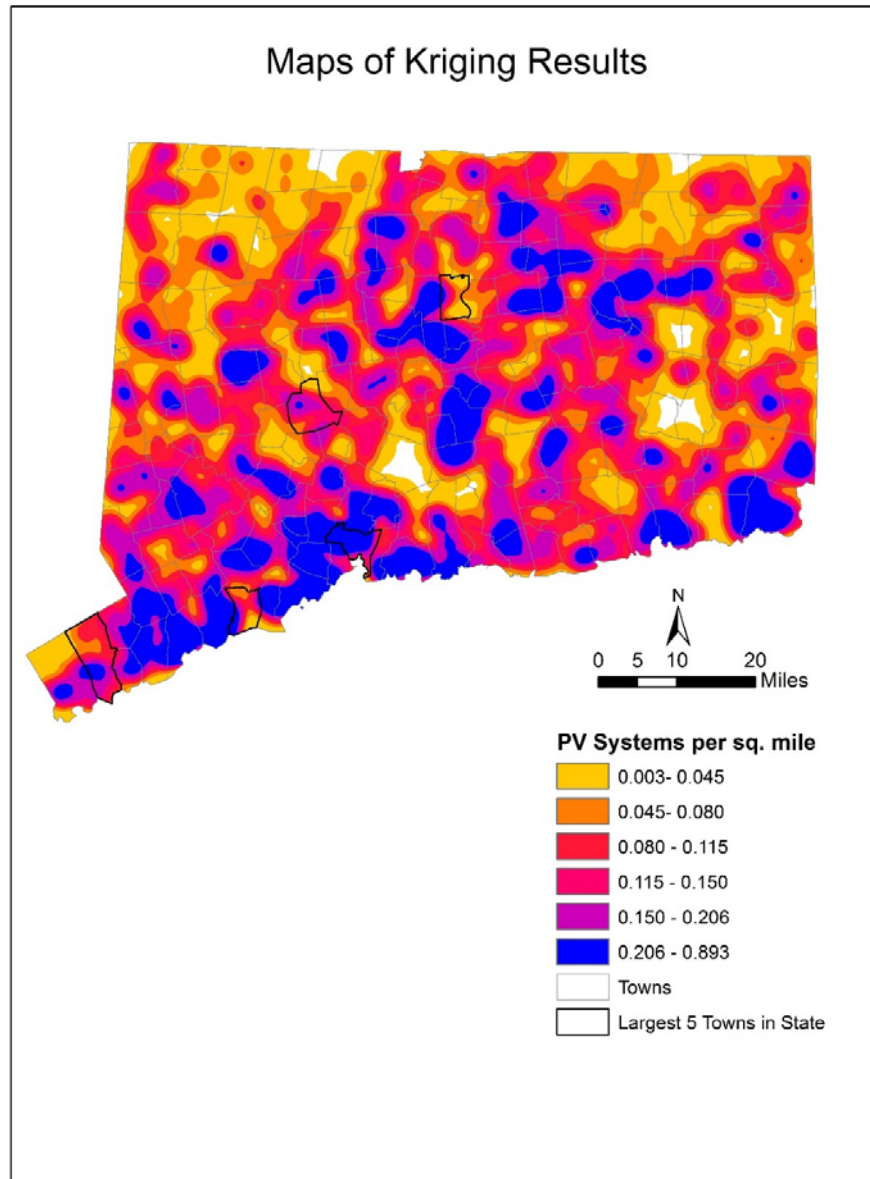 Maps of Kriging Results
N
0 5 10 20
Miles
PV Systems per sq. mile
0.003- 0.045
0.045- 0.080
0.080 - 0.115
0.115 - 0.150
0.150 - 0.206
0.206 - 0.893
Towns
Largest 5 Towns in State